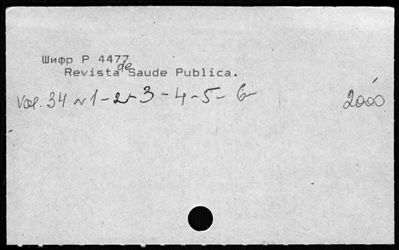 Шифр Р 4477
Revista de Saude Publica.
Vol. 34 N 1-2-3-4-5-6 2000